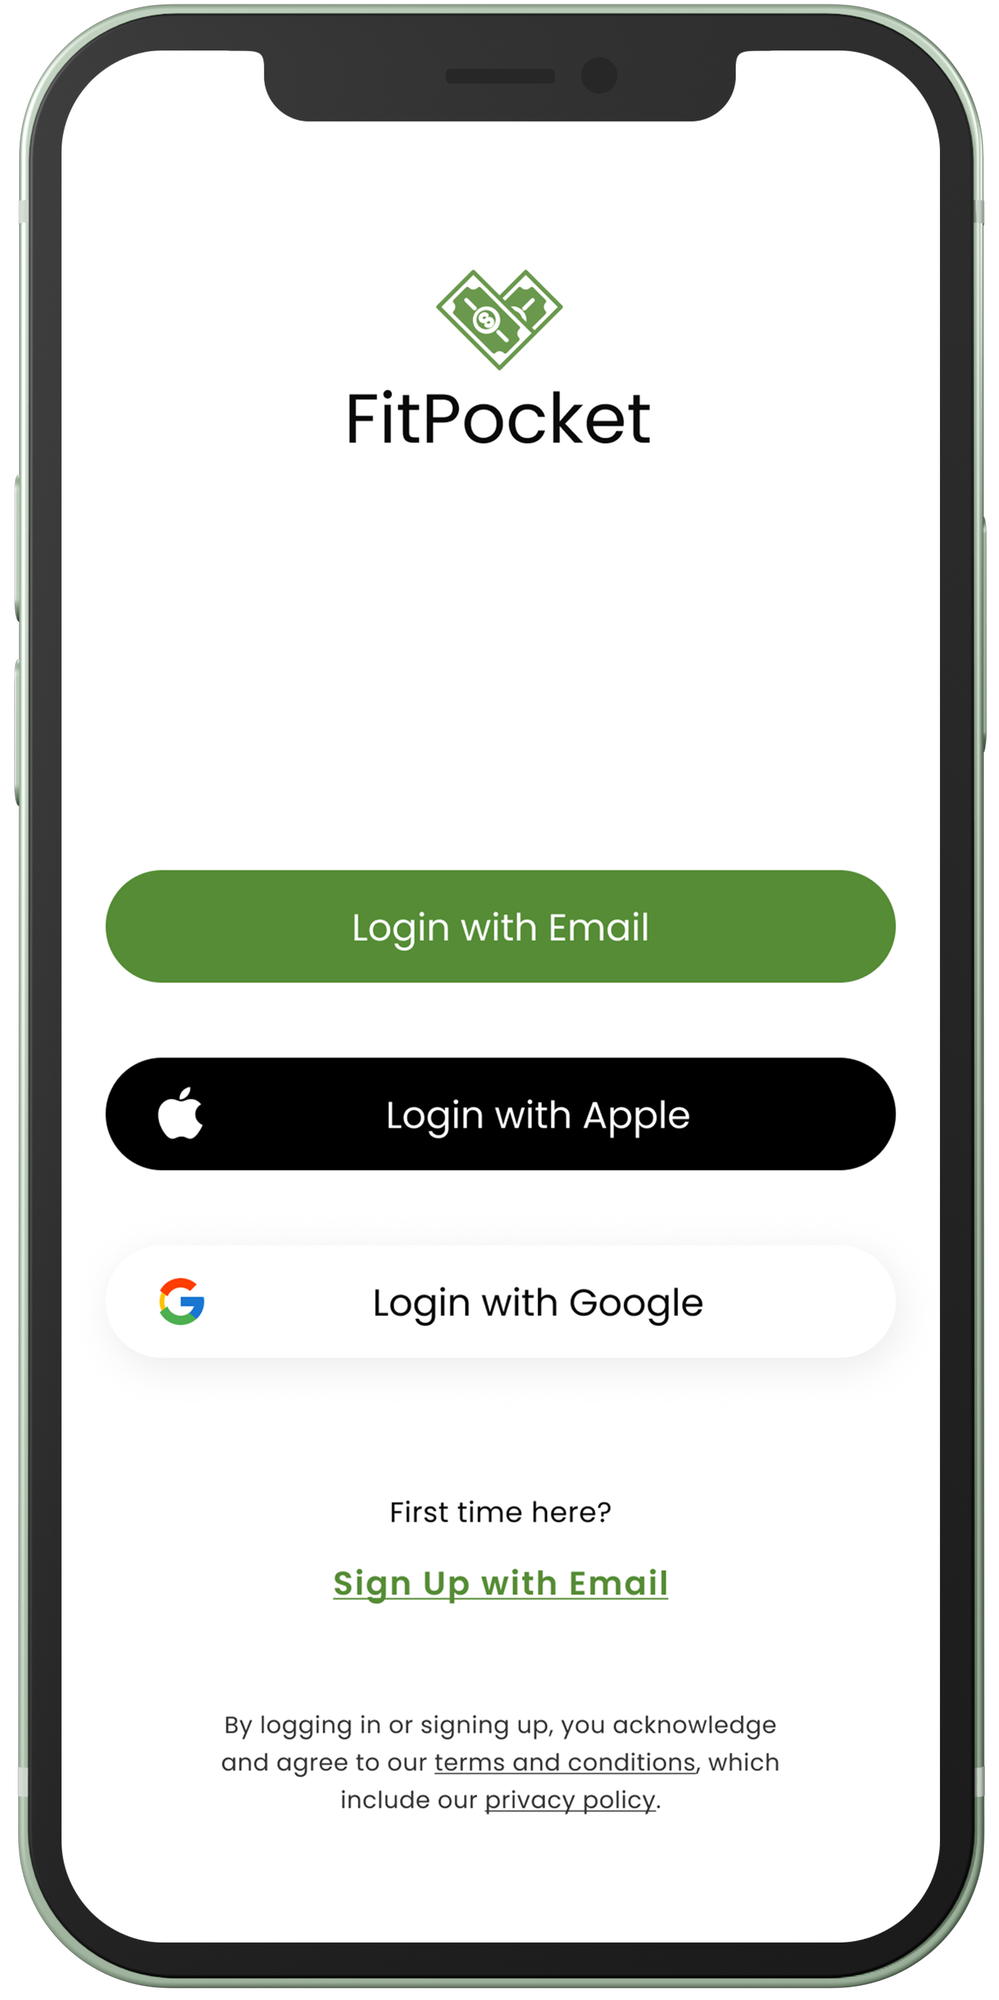 FitPocket
Login with Email
Login with Apple
Login with Google
First time here?
Sign Up with Email
By logging in or signing up, you acknowledge
and agree to our terms and conditions, which
include our privacy policy.